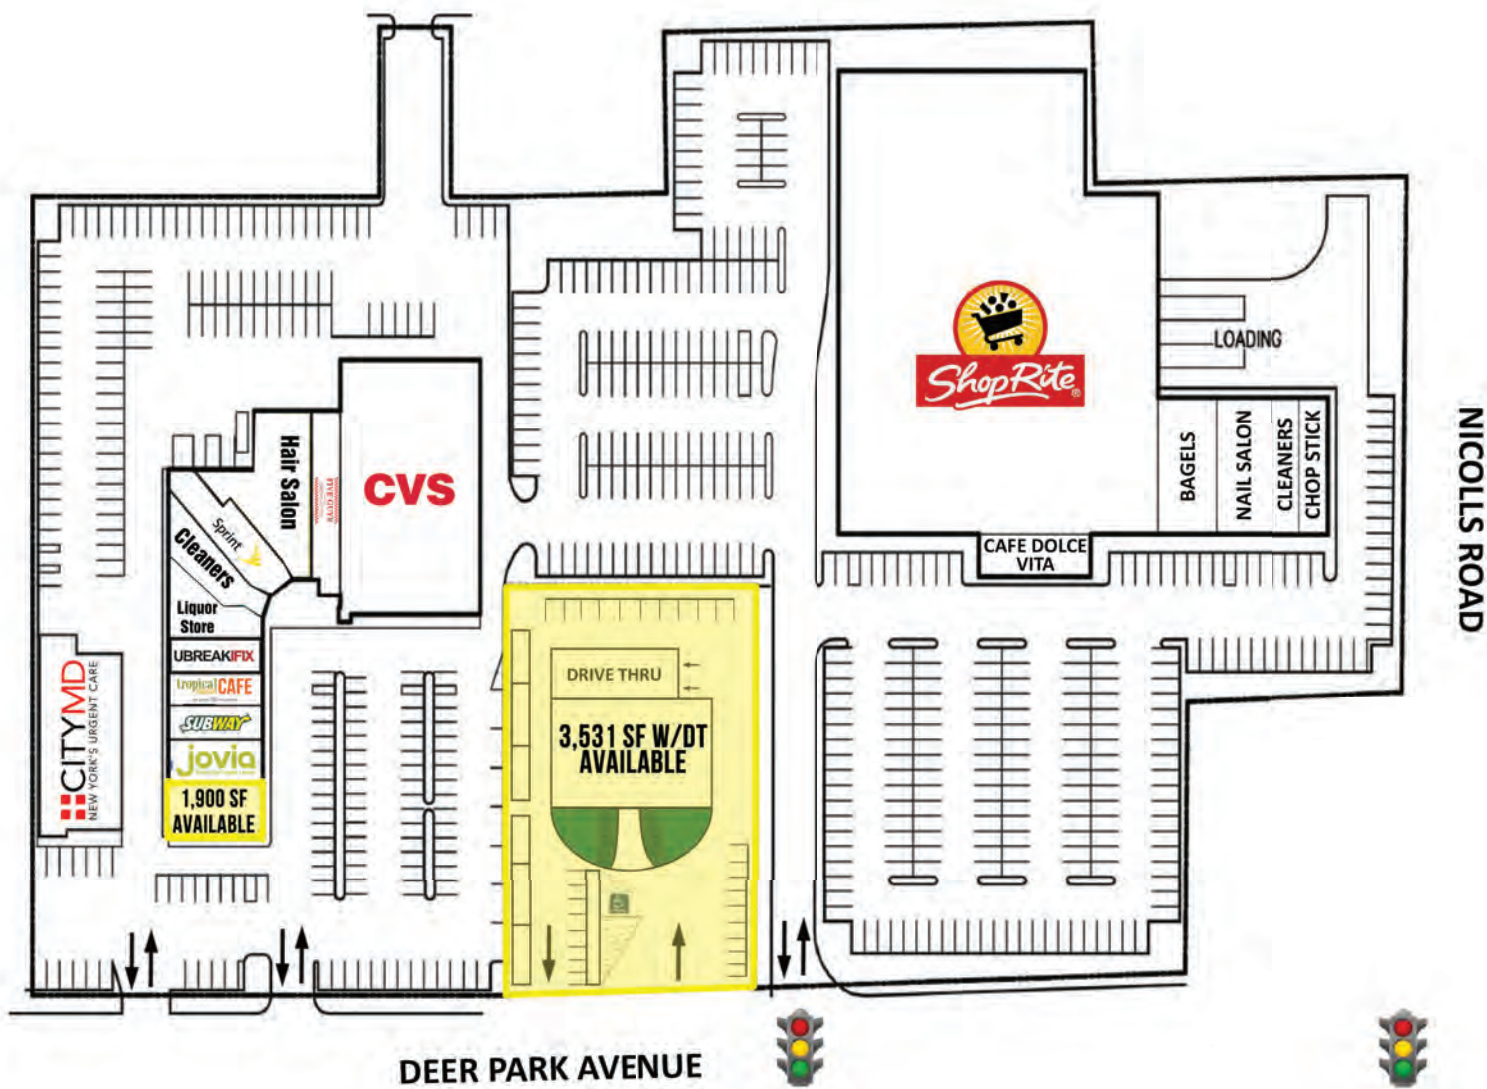 ShopRite®
LOADING
NICOLLS ROAD
BAGELS
NAIL SALON
CLEANERS
CHOP STICK
CAFE DOLCE
VITA
Hair Salon
CVS
Sprint
Cleaners
Liquor
Store
UBREAKIFIX
tropical CAFE
SUBWAY
jovia
1,900 SF
AVAILABLE
CITYMD
NEW YORK'S URGENT CARE
DRIVE THRU
3,531 SF W/DT
AVAILABLE
DEER PARK AVENUE